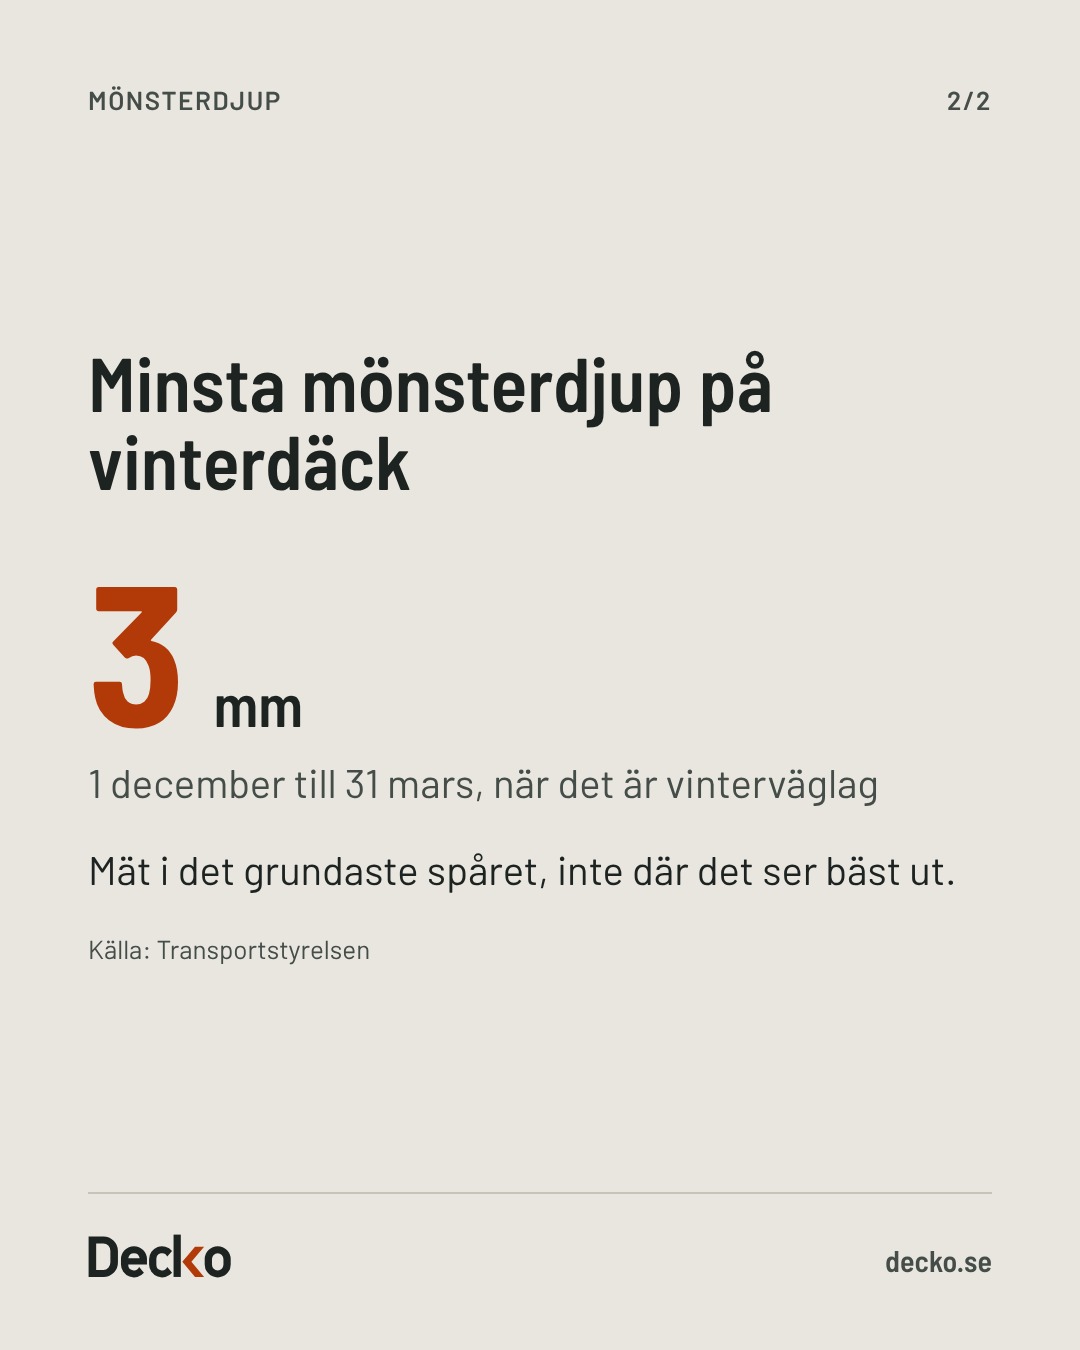 MÖNSTERDJUP
2/2
Minsta mönsterdjup på
vinterdäck
3 mm
1 december till 31 mars, när det är vinterväglag
Mät i det grundaste spåret, inte där det ser bäst ut.
Källa: Transportstyrelsen
Decko
decko.se